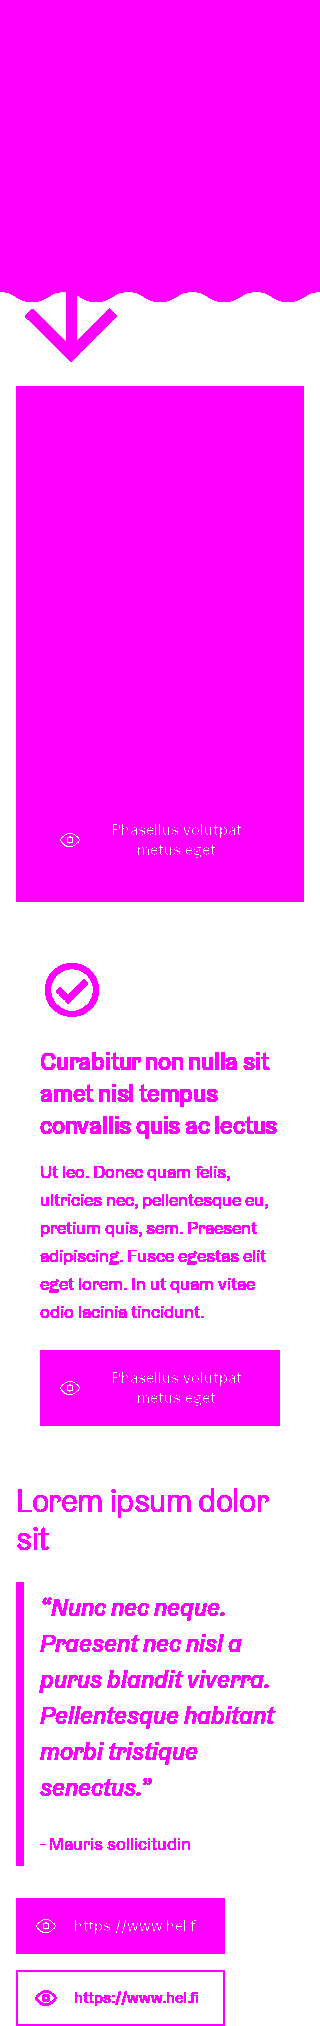 Phasellus volutpat
metus eget
Curabitur non nulla sit
amet nisl tempus
convallis quis ac lectus
Ut leo. Donec quam felis,
ultricies nec, pellentesque eu,
pretium quis, sem. Praesent
adipiscing. Fusce egestas elit
eget lorem. In ut quam vitae
odio lacinia tincidunt.
Phasellus volutpat
metus eget
Lorem ipsum dolor
sit
“Nunc nec neque.
Praesent nec nisl a
purus blandit viverra.
Pellentesque habitant
morbi tristique
senectus.”
- Mauris sollicitudin
https://www.hel.fi
https://www.hel.fi